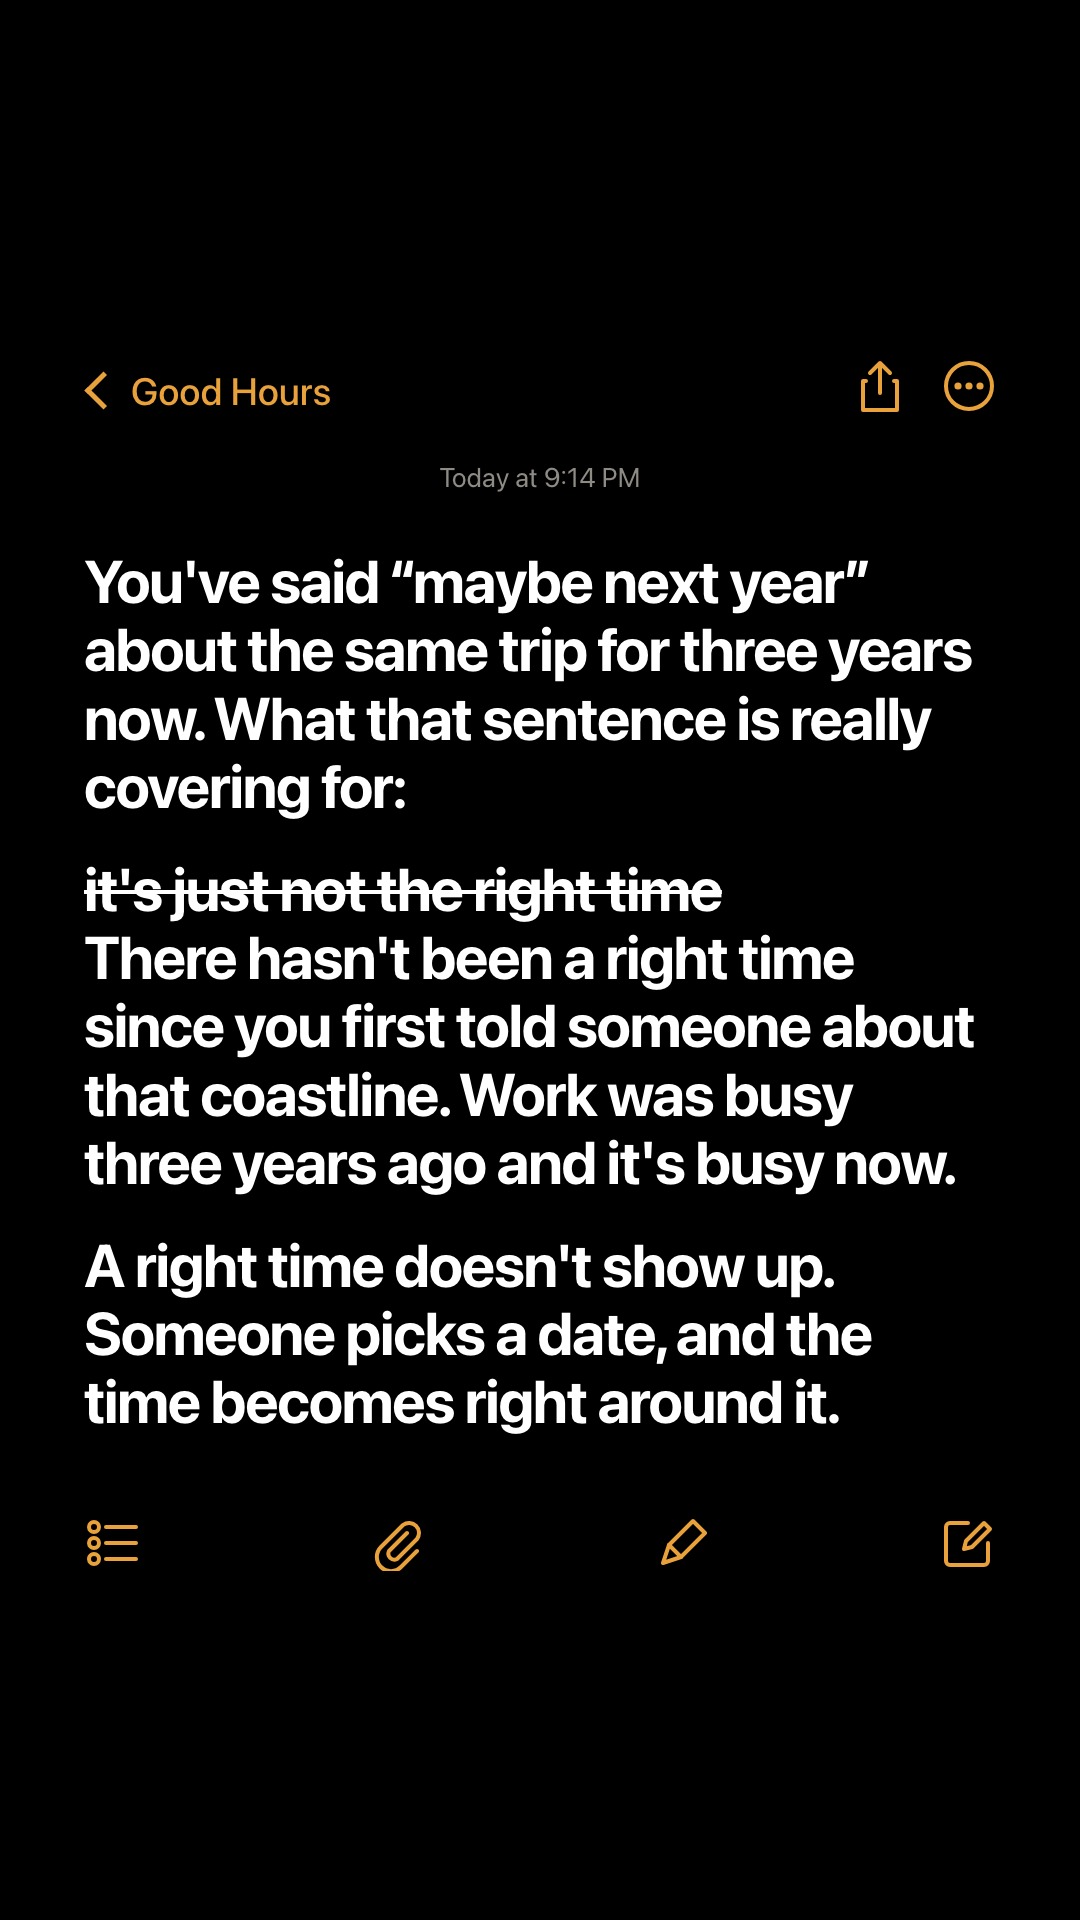 Good Hours
Today at 9:14 PM
You've said “maybe next year”
about the same trip for three years
now. What that sentence is really
covering for:
it's just not the right time
There hasn't been a right time
since you first told someone about
that coastline. Work was busy
three years ago and it's busy now.
A right time doesn't show up.
Someone picks a date, and the
time becomes right around it.